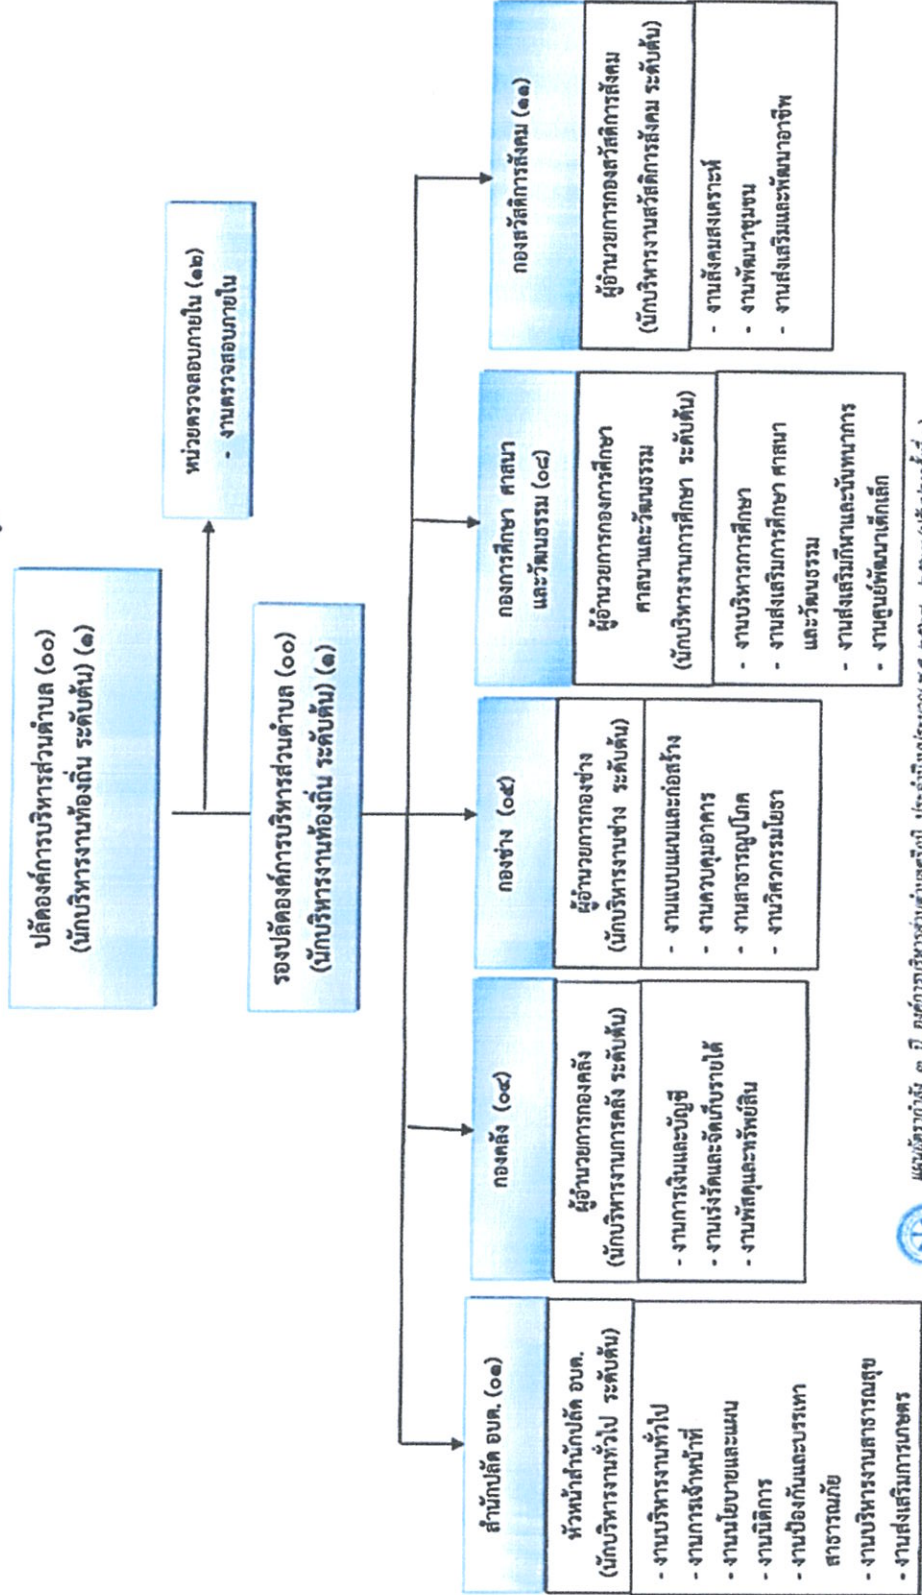 ปลัดองค์การบริหารส่วนตำบล (๐๐)
(นักบริหารงานท้องถิ่น ระดับต้น) (๑)
หน่วยตรวจสอบภายใน (๑๒)
- งานตรวจสอบภายใน
รองปลัดองค์การบริหารส่วนตำบล (๐๐)
(นักบริหารงานท้องถิ่น ระดับต้น) (๑)
สำนักปลัด อบต. (๐๑)
หัวหน้าสำนักปลัด อบต.
(นักบริหารงานทั่วไป ระดับต้น)
- งานบริหารงานทั่วไป
- งานการเจ้าหน้าที่
- งานนโยบายและแผน
- งานนิติการ
- งานป้องกันและบรรเทา
สาธารณภัย
- งานบริหารงานสาธารณสุข
- งานส่งเสริมการเกษตร
กองคลัง (๐๔)
ผู้อำนวยการกองคลัง
(นักบริหารงานการคลัง ระดับต้น)
- งานการเงินและบัญชี
- งานเร่งรัดและจัดเก็บรายได้
- งานพัสดุและทรัพย์สิน
กองช่าง (๐๕)
ผู้อำนวยการกองช่าง
(นักบริหารงานช่าง ระดับต้น)
- งานแบบแผนและก่อสร้าง
- งานควบคุมอาคาร
- งานสาธารณูปโภค
- งานวิศวกรรมโยธา
กองการศึกษา ศาสนา
และวัฒนธรรม (๐๘)
ผู้อำนวยการกองการศึกษา
ศาสนาและวัฒนธรรม
(นักบริหารงานการศึกษา ระดับต้น)
- งานบริหารการศึกษา
- งานส่งเสริมการศึกษา ศาสนา
และวัฒนธรรม
- งานส่งเสริมกีฬาและนันทนาการ
- งานศูนย์พัฒนาเด็กเล็ก
กองสวัสดิการสังคม (๑๑)
ผู้อำนวยการกองสวัสดิการสังคม
(นักบริหารงานสวัสดิการสังคม ระดับต้น)
- งานสังคมสงเคราะห์
- งานพัฒนาชุมชน
- งานส่งเสริมและพัฒนาอาชีพ
แผนอัตรากำลัง ๓ ปี องค์การบริหารส่วนตำบล